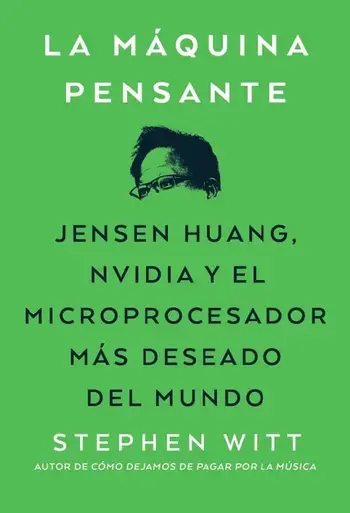 LA MÁQUINA
PENSANTE
JENSEN HUANG,
NVIDIA Y EL
MICROPROCESADOR
MÁS DESEADO
DEL MUNDO
STEPHEN WITT
AUTOR DE CÓMO DEJAMOS DE PAGAR POR LA MÚSICA